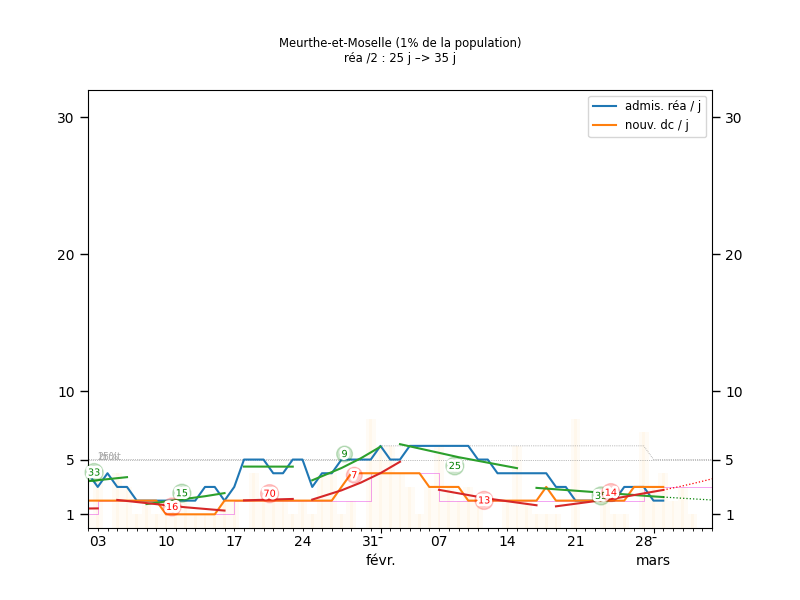 Meurthe-et-Moselle (1% de la population)
réa /2 : 25 j –> 35 j
admis. réa / j
nouv. dc / j
30 30
20 20
10 10
5 5
1 1
33
15
16
70
9
7
25
13
14
03 10 17 24 31- 07 14 21 28-
févr. mars